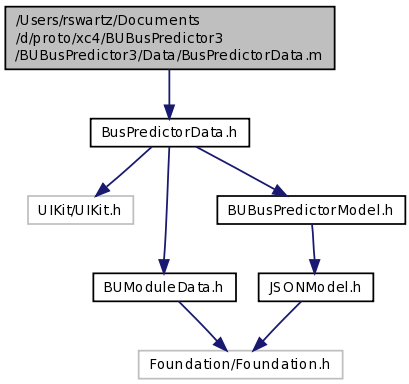 /Users/rswartz/Documents
/d/proto/xc4/BUBusPredictor3
/BUBusPredictor3/Data/BusPredictorData.m
BusPredictorData.h
UIKit/UIKit.h
BUBusPredictorModel.h
BUModuleData.h
JSONModel.h
Foundation/Foundation.h